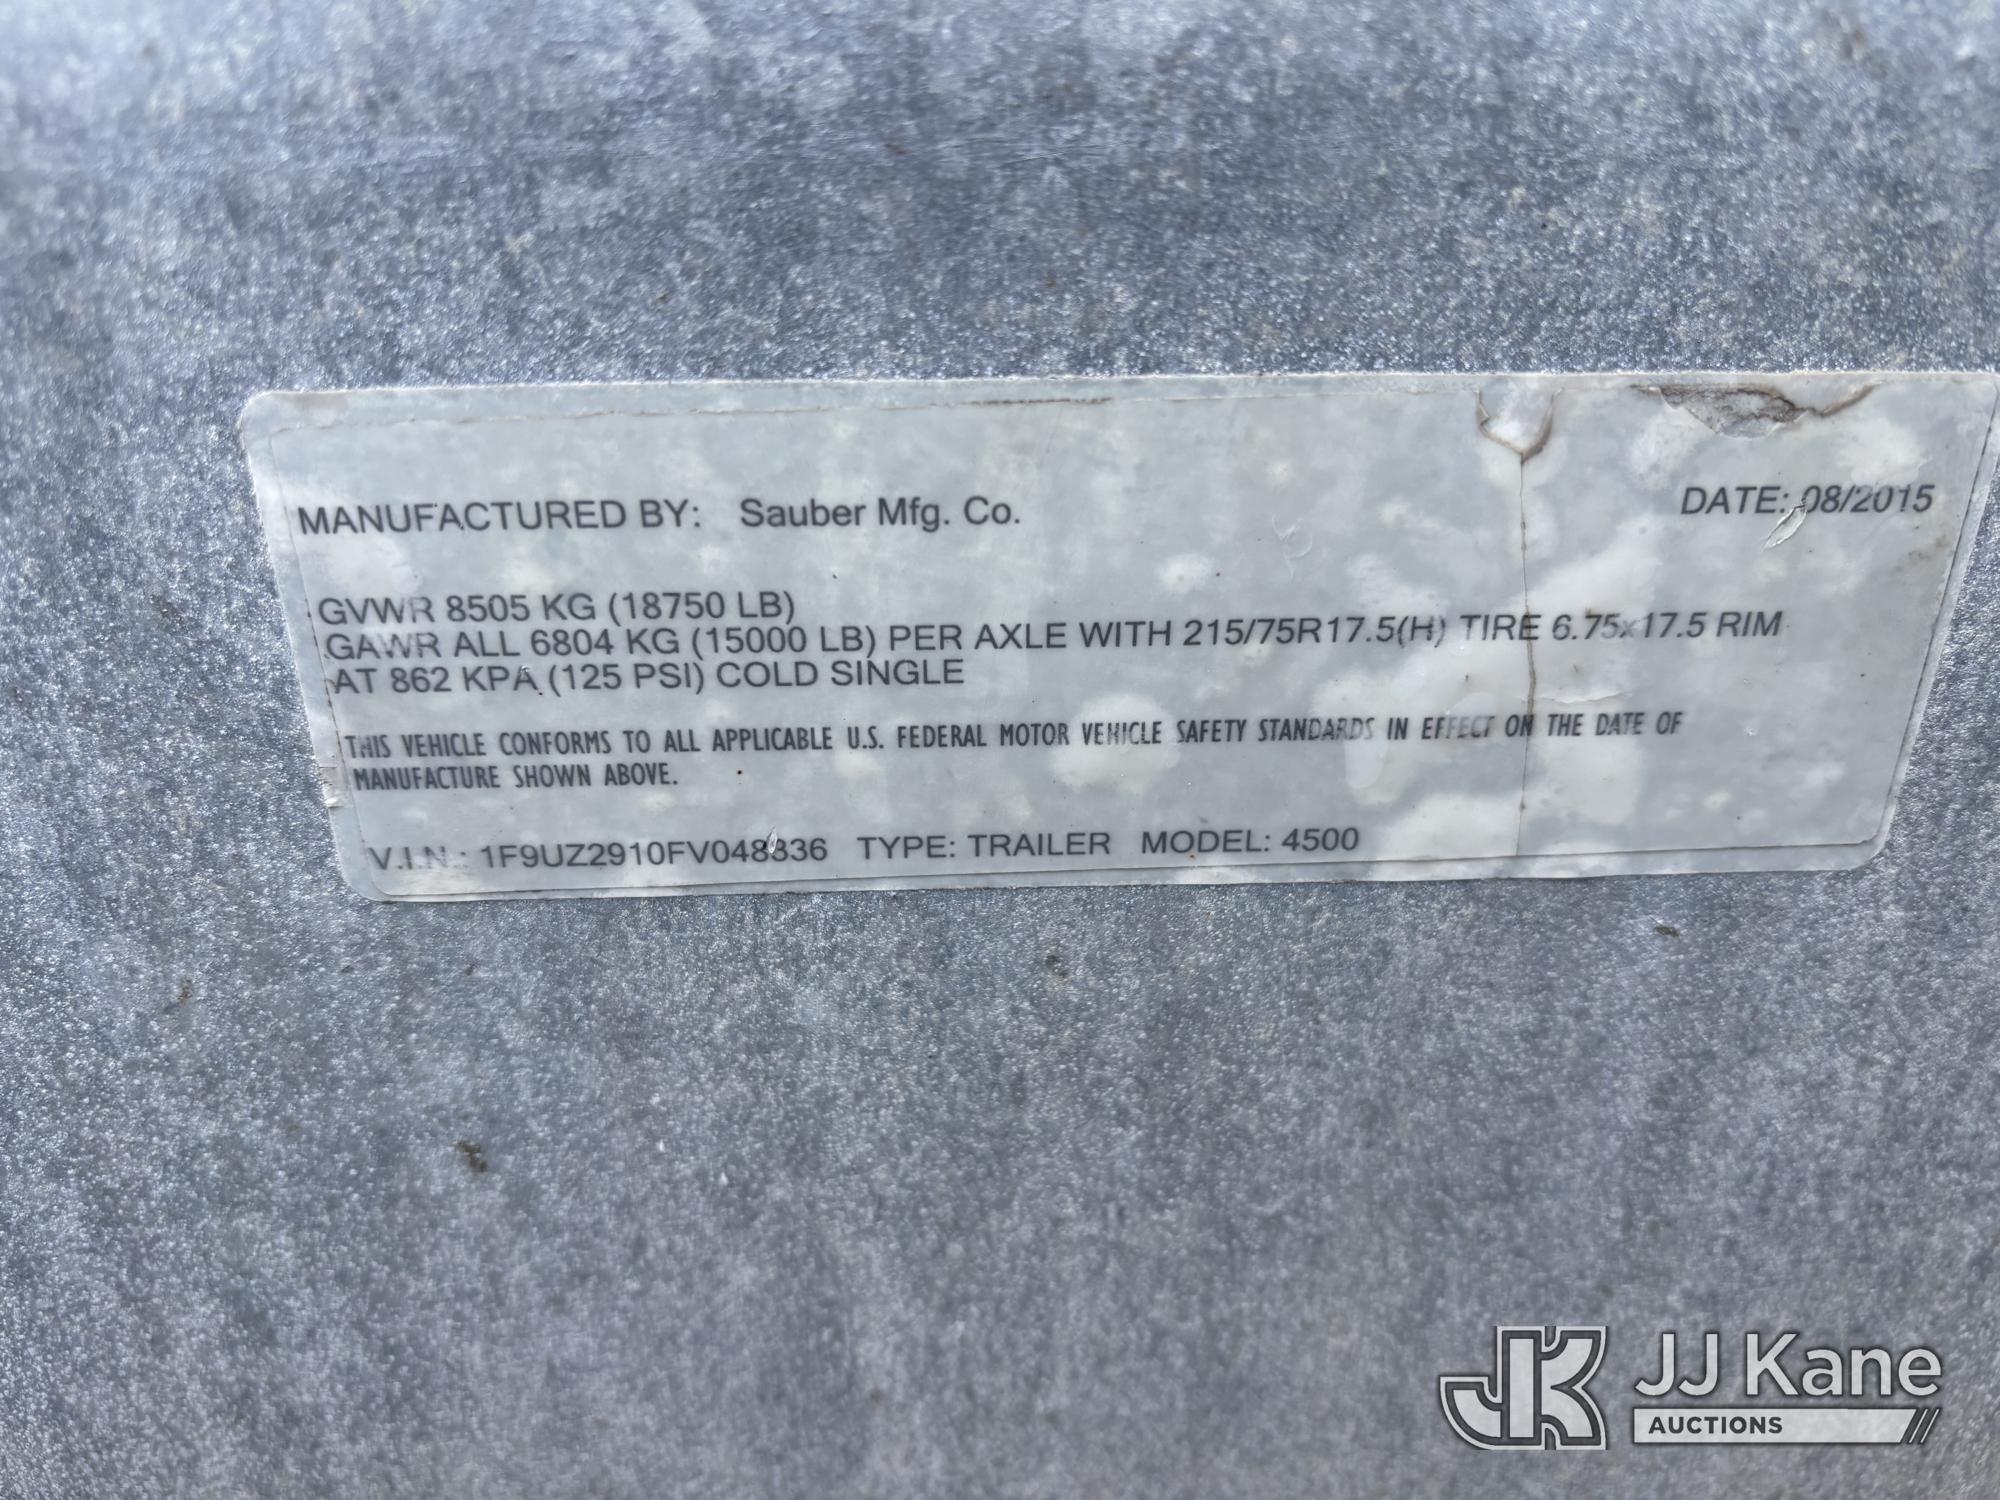 MANUFACTURED BY: Sauber Mfg. Co. DATE: 08/2015
GVWR 8505 KG (18750 LB)
GAWR ALL 6804 KG (15000 LB) PER AXLE WITH 215/75R17.5(H) TIRE 6.75x17.5 RIM
AT 862 KPA (125 PSI) COLD SINGLE
THIS VEHICLE CONFORMS TO ALL APPLICABLE U.S. FEDERAL MOTOR VEHICLE SAFETY STANDARDS IN EFFECT ON THE DATE OF
MANUFACTURE SHOWN ABOVE.
V.I.N.: 1F9UZ2910FV048336 TYPE: TRAILER MODEL: 4500
JK JJ Kane
AUCTIONS